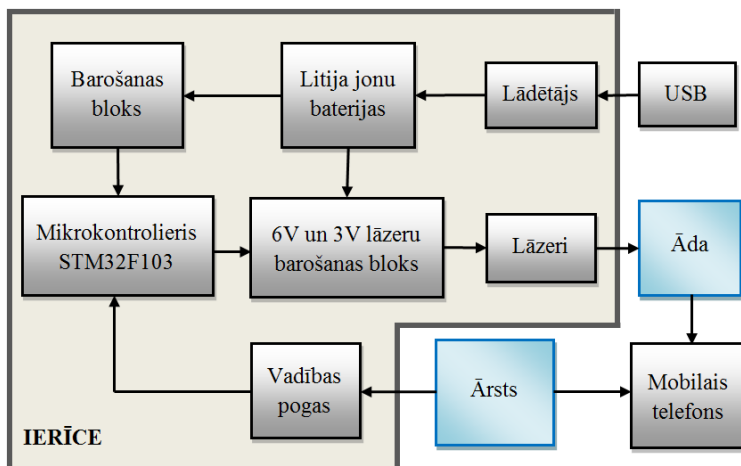 Barošanas
bloks
Litija jonu
baterijas
Lādētājs
USB
Mikrokontrolieris
STM32F103
6V un 3V lāzeru
barošanas bloks
Lāzeri
Āda
Vadības
pogas
Ārsts
Mobilais
telefons
IERĪCE